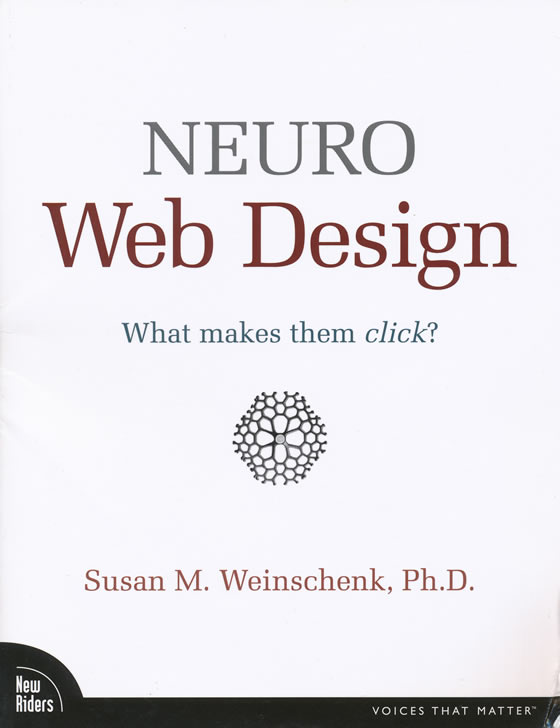 NEURO
Web Design
What makes them click?
Susan M. Weinschenk, Ph.D.
New
Riders
VOICES THAT MATTER™